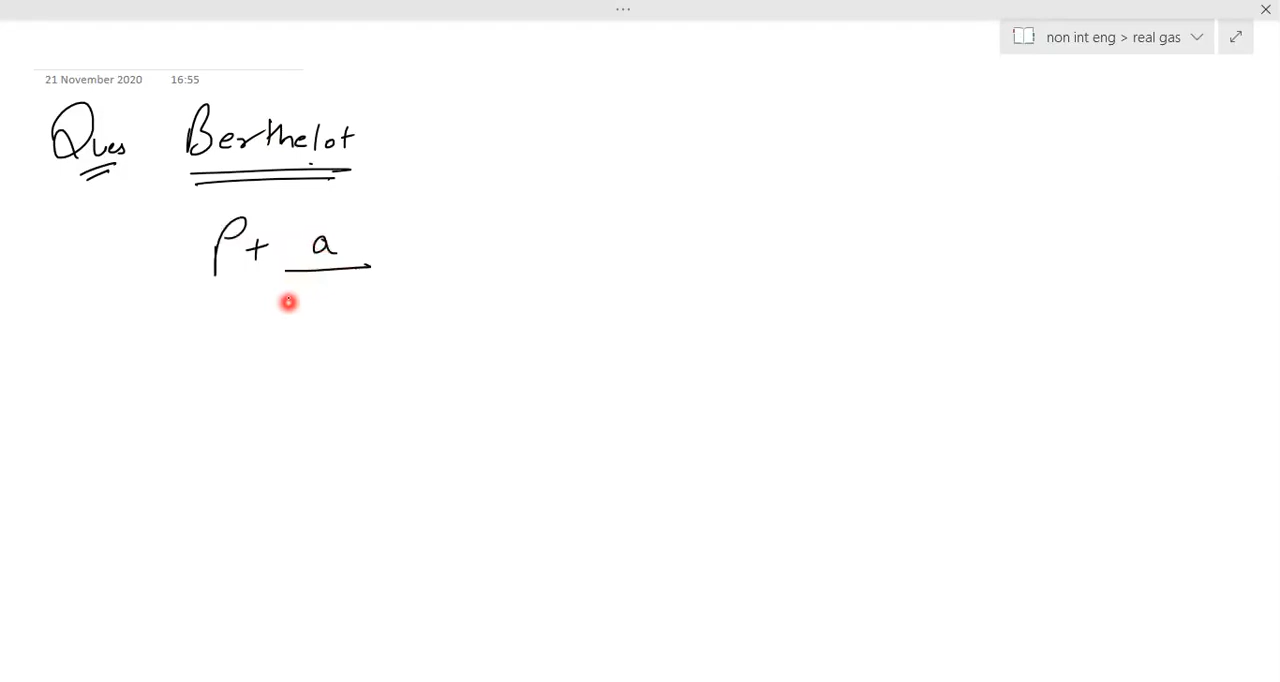 ...
non int eng > real gas
21 November 2020 16:55
Ques Berthelot
P + a